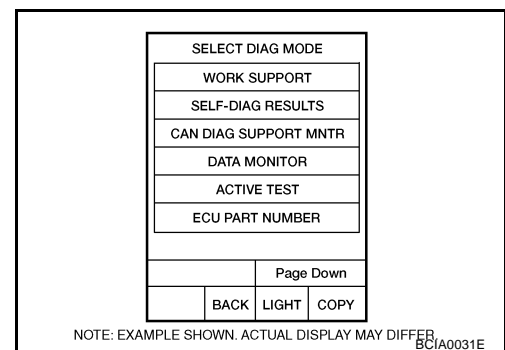 SELECT DIAG MODE
WORK SUPPORT
SELF-DIAG RESULTS
CAN DIAG SUPPORT MNTR
DATA MONITOR
ACTIVE TEST
ECU PART NUMBER
Page Down
BACK LIGHT COPY
NOTE: EXAMPLE SHOWN. ACTUAL DISPLAY MAY DIFFER.
BCIA0031E